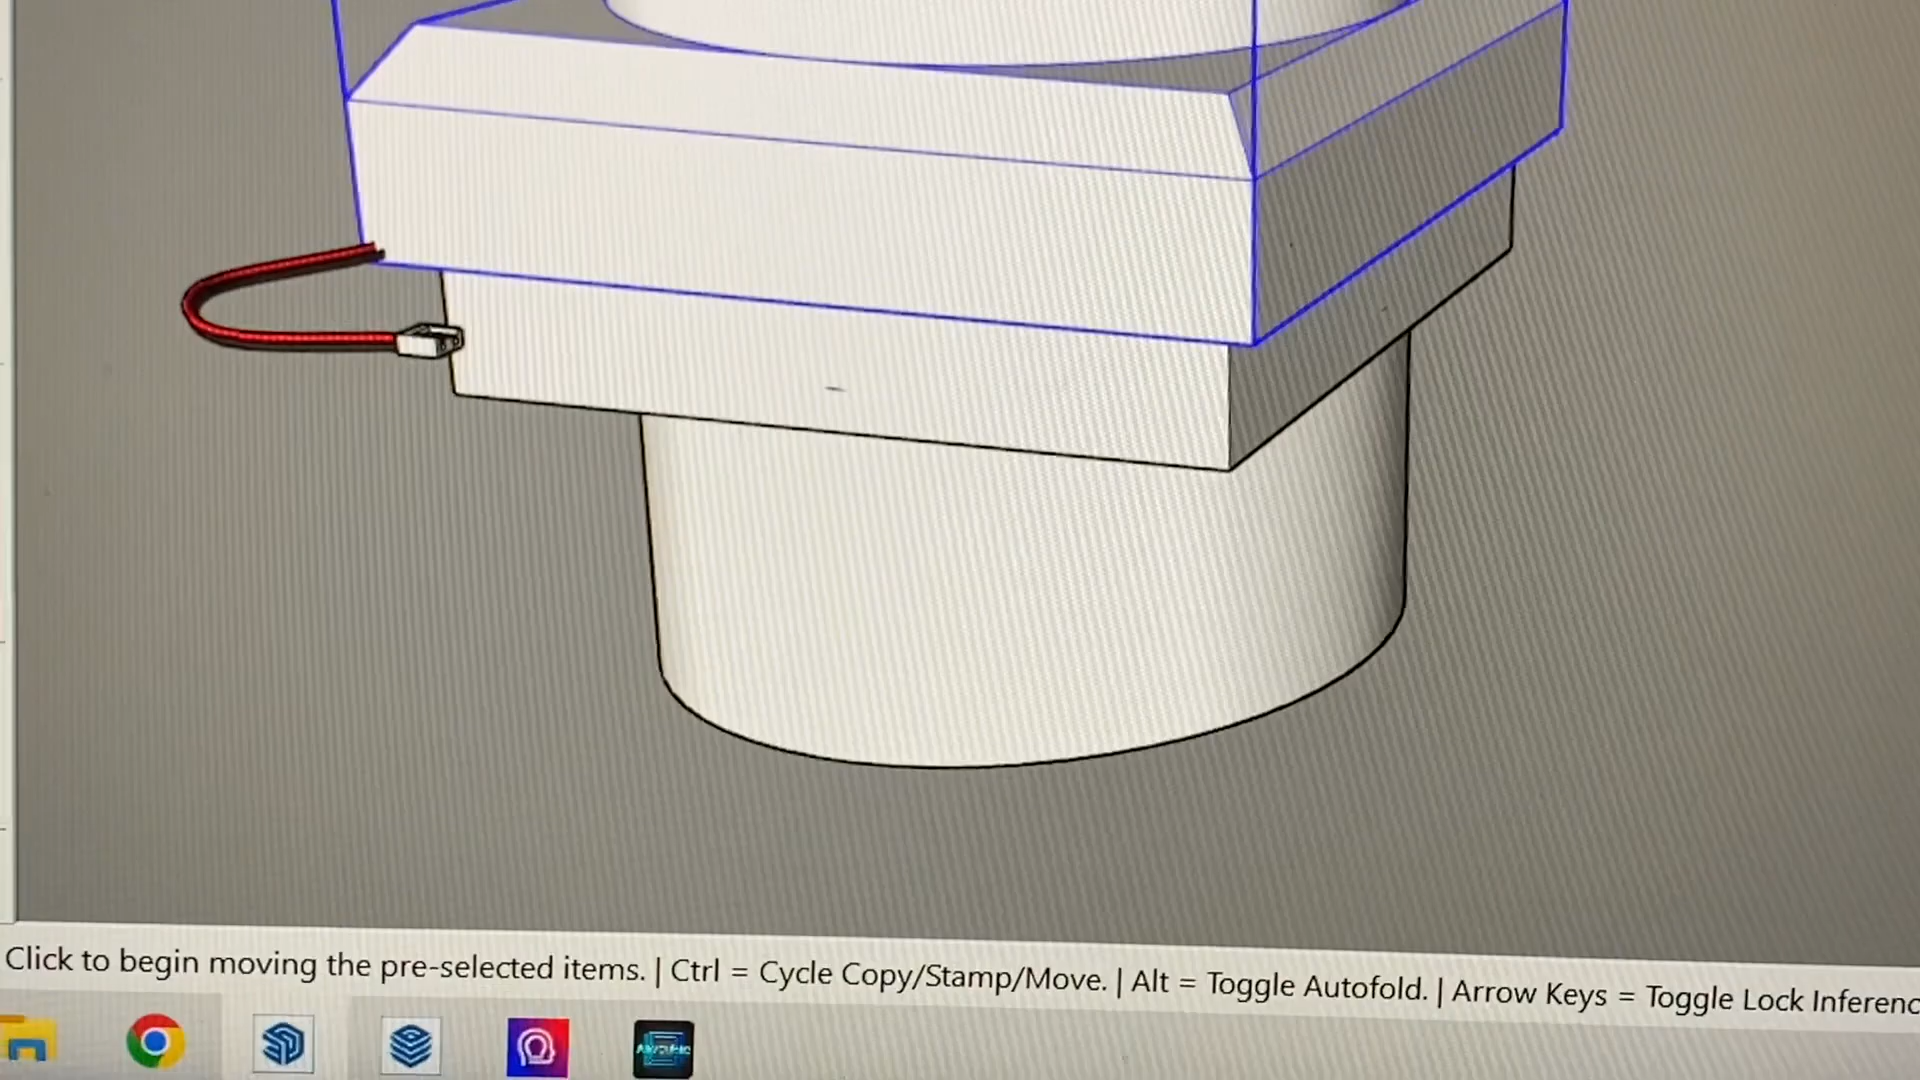 Click to begin moving the pre-selected items. | Ctrl = Cycle Copy/Stamp/Move. | Alt = Toggle Autofold. | Arrow Keys = Toggle Lock Inferenc